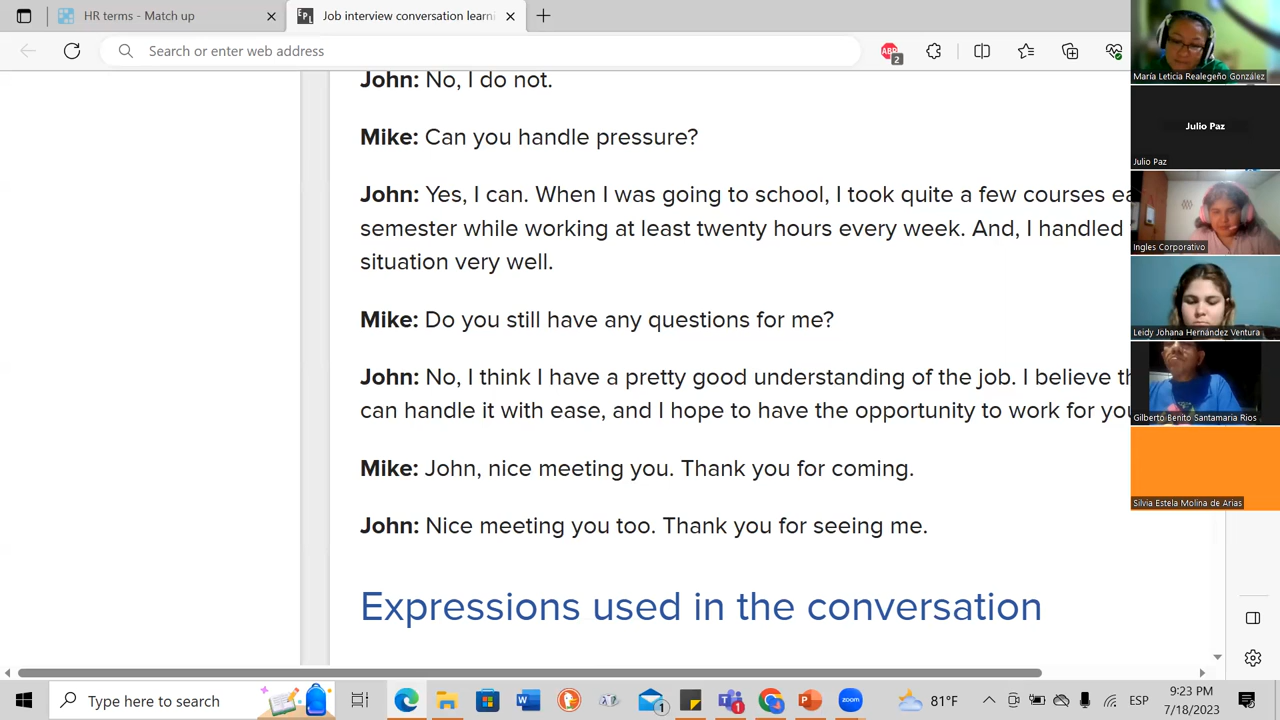 HR terms - Match up
Job interview conversation learn
Search or enter web address
ABP
2
John: No, I do not.
Mike: Can you handle pressure?
John: Yes, I can. When I was going to school, I took quite a few courses ea
semester while working at least twenty hours every week. And, I handled
situation very well.
Mike: Do you still have any questions for me?
John: No, I think I have a pretty good understanding of the job. I believe th
can handle it with ease, and I hope to have the opportunity to work for you
Mike: John, nice meeting you. Thank you for coming.
John: Nice meeting you too. Thank you for seeing me.
Expressions used in the conversation
María Leticia Realegeño González
Julio Paz
Julio Paz
Ingles Corporativo
Leidy Johana Hernández Ventura
Gilberto Benito Santamaria Rios
Silvia Estela Molina de Arias
Type here to search
1
1
zoom
81°F
ESP
9:23 PM
7/18/2023